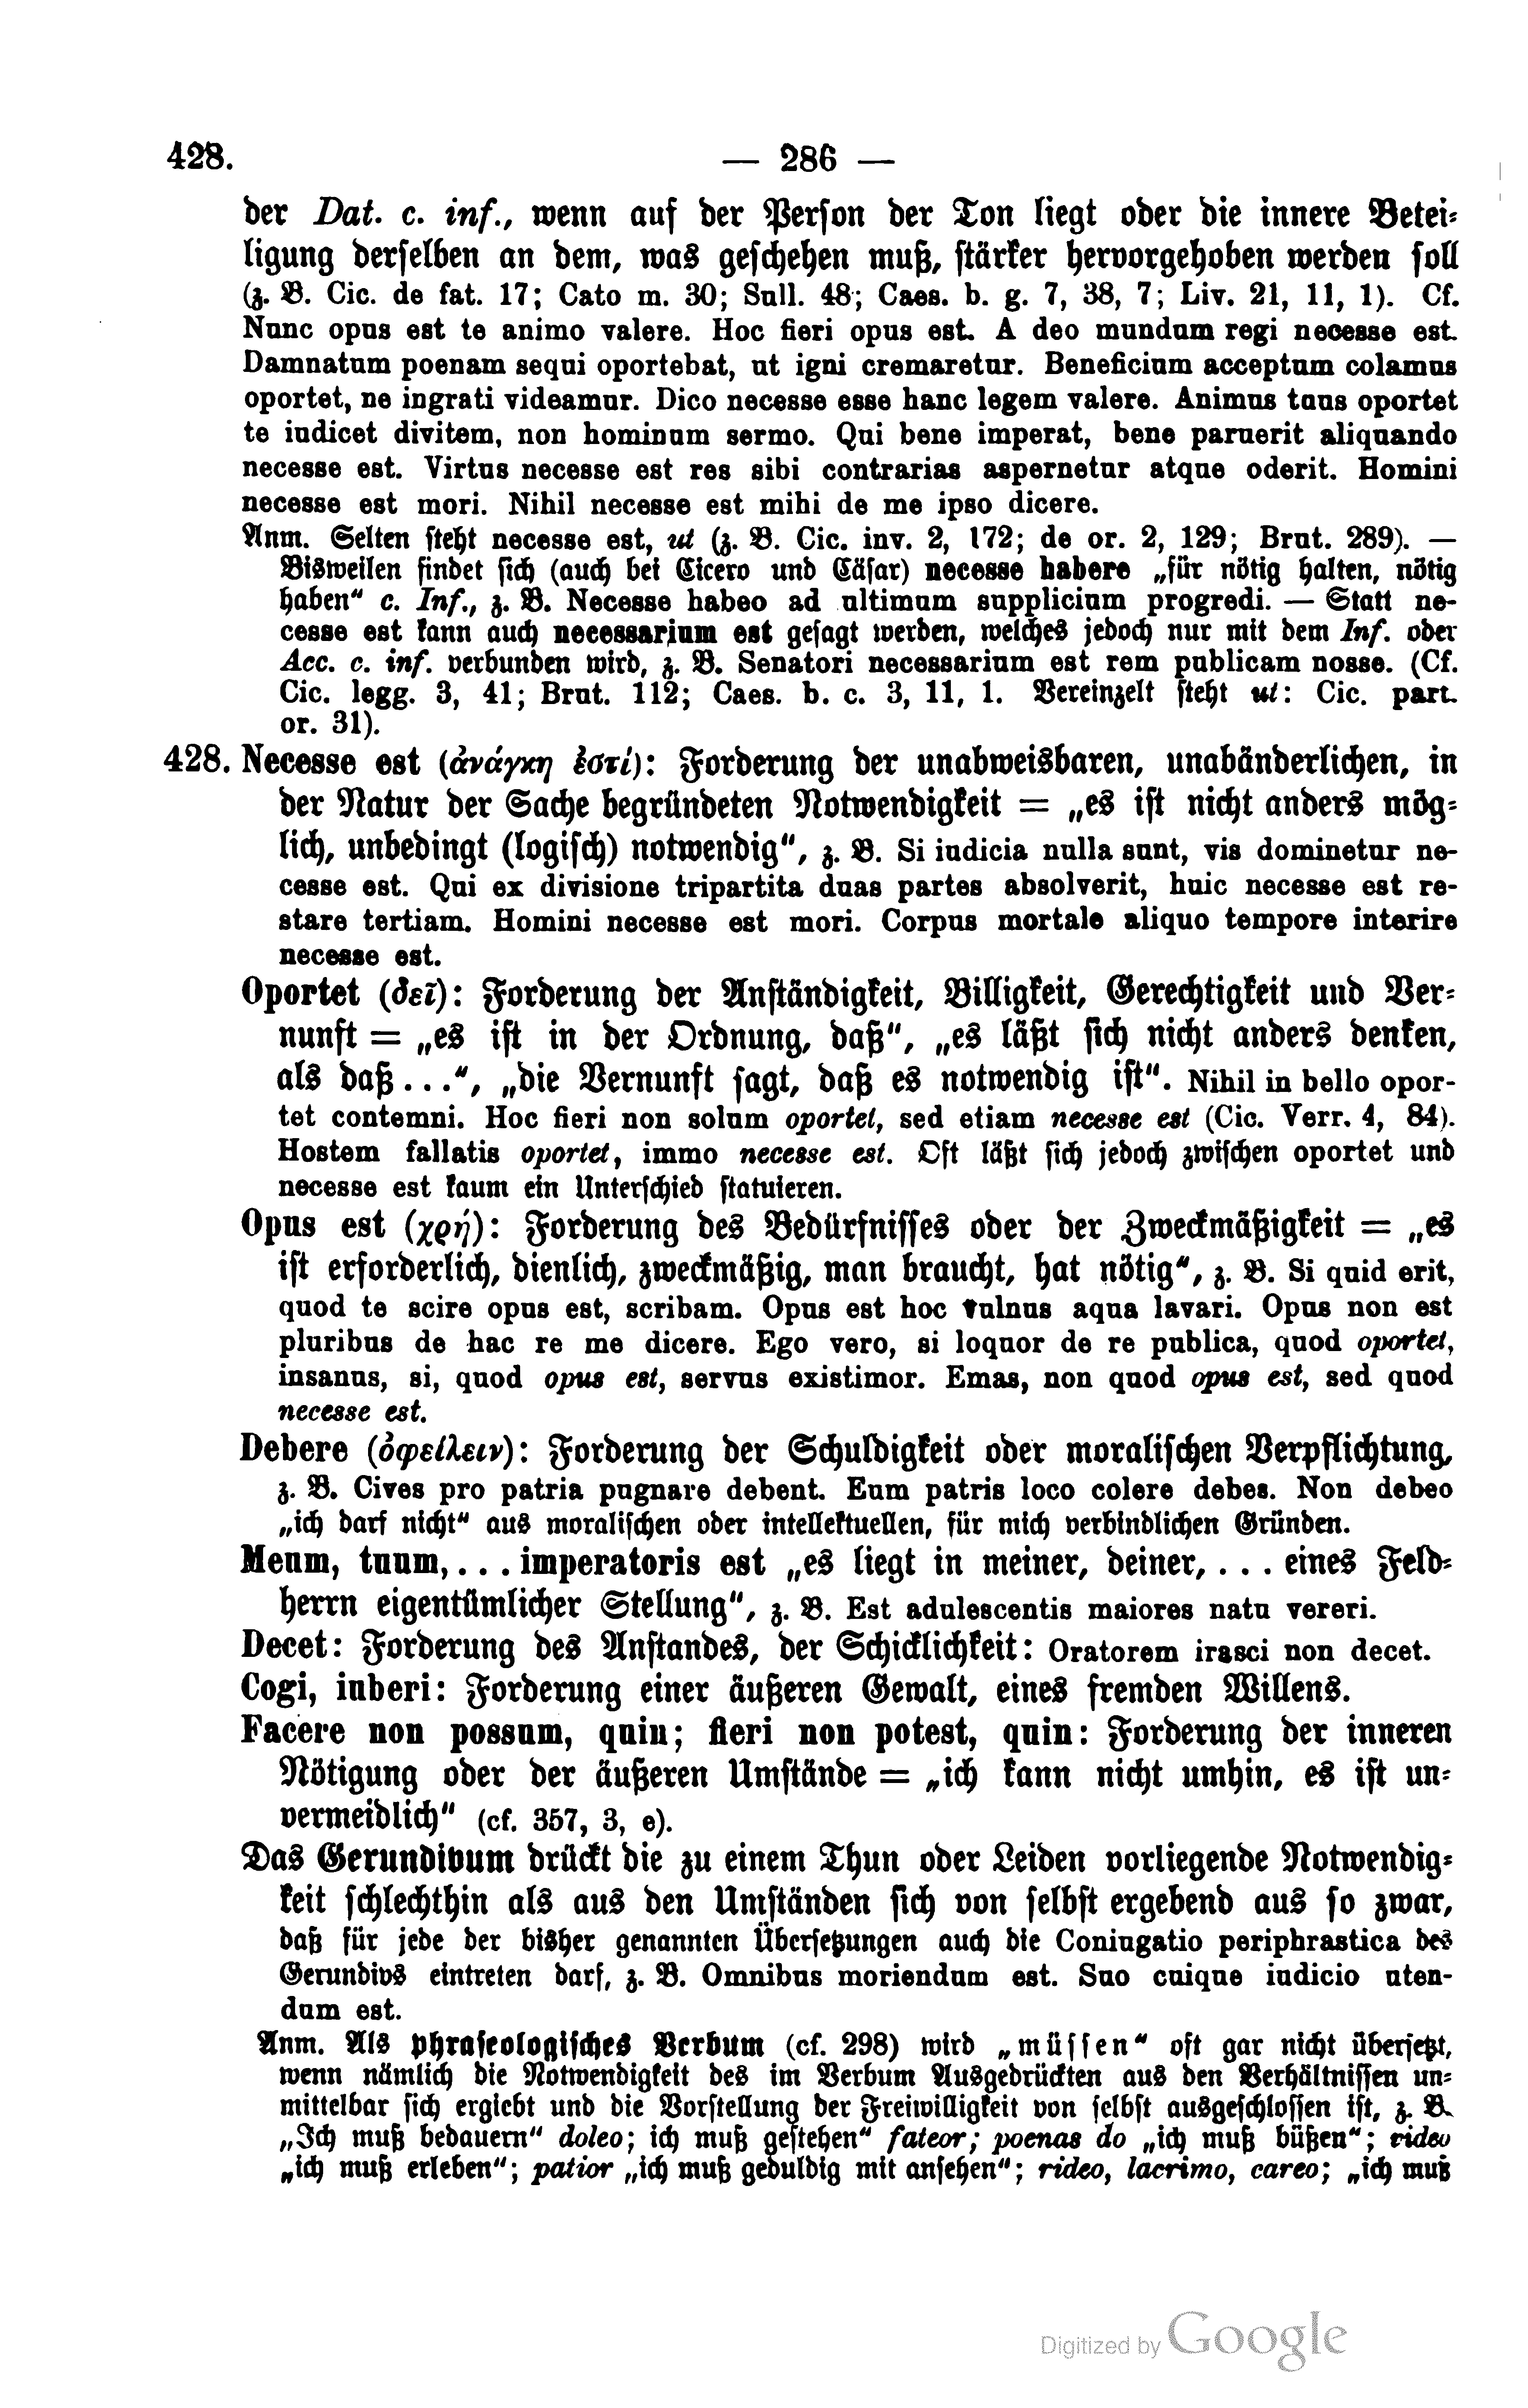 428.
— 286 —
der Dat. c. inf., wenn auf der Person der Ton liegt oder die innere Betei-
ligung derselben an dem, was geschehen muß, stärker hervorgehoben werden soll
(z. B. Cic. de fat. 17; Cato m. 30; Sull. 48; Caes. b. g. 7, 38, 7; Liv. 21, 11, 1). Cf.
Nunc opus est te animo valere. Hoc fieri opus est. A deo mundum regi necesse est.
Damnatum poenam sequi oportebat, ut igni cremaretur. Beneficium acceptum colamus
oportet, ne ingrati videamur. Dico necesse esse hanc legem valere. Animus tuus oportet
te iudicet divitem, non hominum sermo. Qui bene imperat, bene paruerit aliquando
necesse est. Virtus necesse est res sibi contrarias aspernetur atque oderit. Homini
necesse est mori. Nihil necesse est mihi de me ipso dicere.
Anm. Selten steht necesse est, ut (z. B. Cic. inv. 2, 172; de or. 2, 129; Brut. 289). —
Bisweilen findet sich (auch bei Cicero und Cäsar) necesse habere „für nötig halten, nötig
haben“ c. Inf., z. B. Necesse habeo ad ultimum supplicium progredi. — Statt ne-
cesse est kann auch necessarium est gesagt werden, welches jedoch nur mit dem Inf. oder
Acc. c. inf. verbunden wird, z. B. Senatori necessarium est rem publicam nosse. (Cf.
Cic. legg. 3, 41; Brut. 112; Caes. b. c. 3, 11, 1. Vereinzelt steht ut: Cic. part.
or. 31).
428. Necesse est (ἀνάγκη ἐστί): Forderung der unabweisbaren, unabänderlichen, in
der Natur der Sache begründeten Notwendigkeit = „es ist nicht anders mög-
lich, unbedingt (logisch) notwendig“, z. B. Si iudicia nulla sunt, vis dominetur ne-
cesse est. Qui ex divisione tripartita duas partes absolverit, huic necesse est re-
stare tertiam. Homini necesse est mori. Corpus mortale aliquo tempore interire
necesse est.
Oportet (δεῖ): Forderung der Anständigkeit, Billigkeit, Gerechtigkeit und Ver-
nunft = „es ist in der Ordnung, daß“, „es läßt sich nicht anders denken,
als daß...“, „die Vernunft sagt, daß es notwendig ist“. Nihil in bello opor-
tet contemni. Hoc fieri non solum oportet, sed etiam necesse est (Cic. Verr. 4, 84).
Hostem fallatis oportet, immo necesse est. Oft läßt sich jedoch zwischen oportet und
necesse est kaum ein Unterschied statuieren.
Opus est (χρή): Forderung des Bedürfnisses oder der Zweckmäßigkeit = „es
ist erforderlich, dienlich, zweckmäßig, man braucht, hat nötig“, z. B. Si quid erit,
quod te scire opus est, scribam. Opus est hoc vulnus aqua lavari. Opus non est
pluribus de hac re me dicere. Ego vero, si loquor de re publica, quod oportet,
insanus, si, quod opus est, servus existimor. Emas, non quod opus est, sed quod
necesse est.
Debere (ὀφείλειν): Forderung der Schuldigkeit oder moralischen Verpflichtung,
z. B. Cives pro patria pugnare debent. Eum patris loco colere debes. Non debeo
„ich darf nicht“ aus moralischen oder intellektuellen, für mich verbindlichen Gründen.
Meum, tuum,... imperatoris est „es liegt in meiner, deiner,... eines Feld-
herrn eigentümlicher Stellung“, z. B. Est adulescentis maiores natu vereri.
Decet: Forderung des Anstandes, der Schicklichkeit: Oratorem irasci non decet.
Cogi, iuberi: Forderung einer äußeren Gewalt, eines fremden Willens.
Facere non possum, quin; fieri non potest, quin: Forderung der inneren
Nötigung oder der äußeren Umstände = „ich kann nicht umhin, es ist un-
vermeidlich“ (cf. 357, 3, e).
Das Gerundivum drückt die zu einem Thun oder Leiden vorliegende Notwendig-
keit schlechthin als aus den Umständen sich von selbst ergebend aus so zwar,
daß für jede der bisher genannten Übersetzungen auch die Coniugatio periphrastica des
Gerundivs eintreten darf, z. B. Omnibus moriendum est. Suo cuique iudicio uten-
dum est.
Anm. Als phraseologisches Verbum (cf. 298) wird „müssen“ oft gar nicht übersetzt,
wenn nämlich die Notwendigkeit des im Verbum Ausgedrückten aus den Verhältnissen un-
mittelbar sich ergiebt und die Vorstellung der Freiwilligkeit von selbst ausgeschlossen ist, z. B.
„Ich muß bedauern“ doleo; ich muß gestehen“ fateor; poenas do „ich muß büßen“; video
„ich muß erleben“; patior „ich muß geduldig mit ansehen“; rideo, lacrimo, careo; „ich muß
Digitized by Google